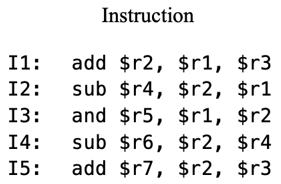 Instruction
I1: add $r2, $r1, $r3
I2: sub $r4, $r2, $r1
I3: and $r5, $r1, $r2
I4: sub $r6, $r2, $r4
I5: add $r7, $r2, $r3